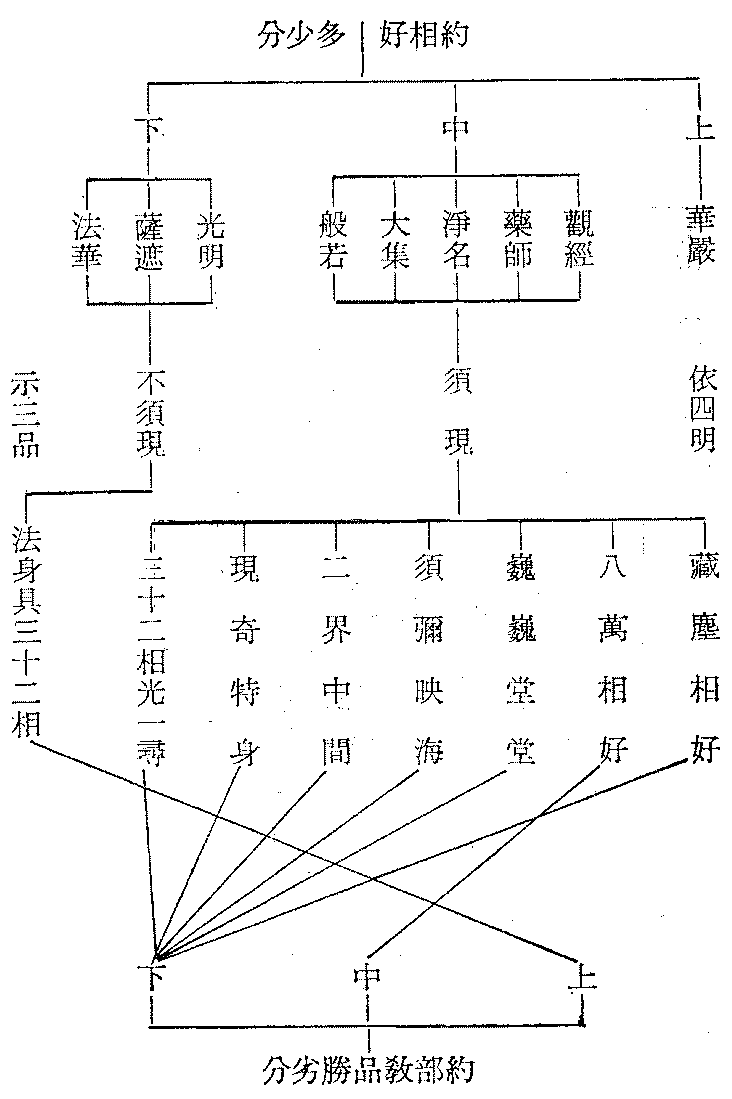 約相好
多少分
上
中
下
華嚴
觀經
藥師
淨名
大集
般若
光明
薩遮
法華
依四明
須現
不須現
示三品
藏塵相好
八萬相好
巍巍堂堂
須彌映海
二界中間
現奇特身
三十二相光一尋
法身具三十二相
上
中
下
約部教品勝劣分